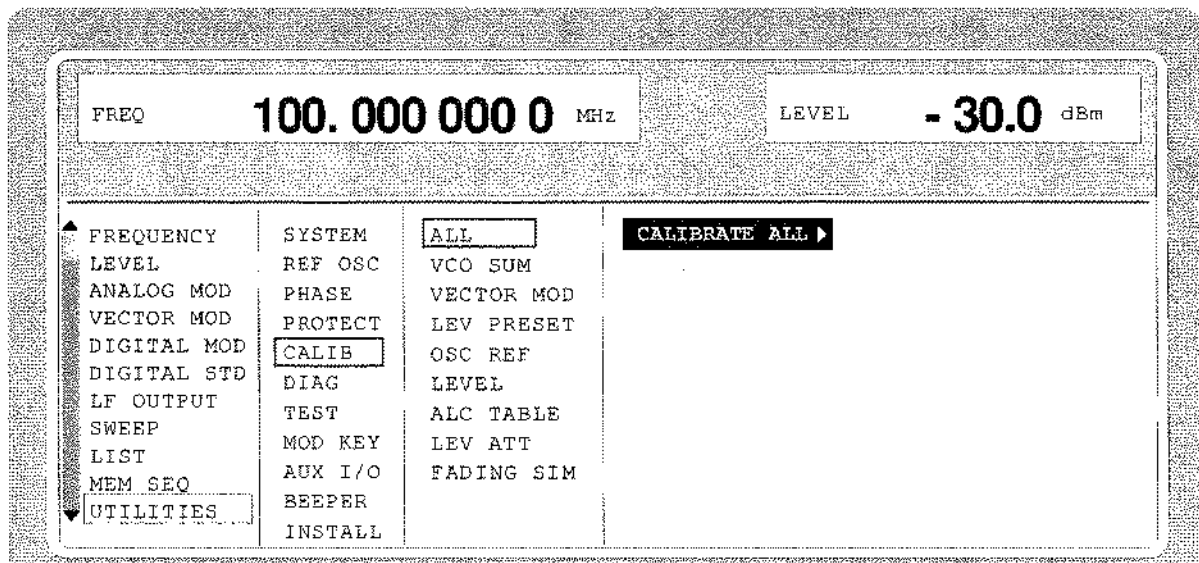 FREQ 100. 000 000 0 MHz LEVEL - 30.0 dBm
FREQUENCY
LEVEL
ANALOG MOD
VECTOR MOD
DIGITAL MOD
DIGITAL STD
LF OUTPUT
SWEEP
LIST
MEM SEQ
UTILITIES
SYSTEM
REF OSC
PHASE
PROTECT
CALIB
DIAG
TEST
MOD KEY
AUX I/O
BEEPER
INSTALL
ALL
VCO SUM
VECTOR MOD
LEV PRESET
OSC REF
LEVEL
ALC TABLE
LEV ATT
FADING SIM
CALIBRATE ALL